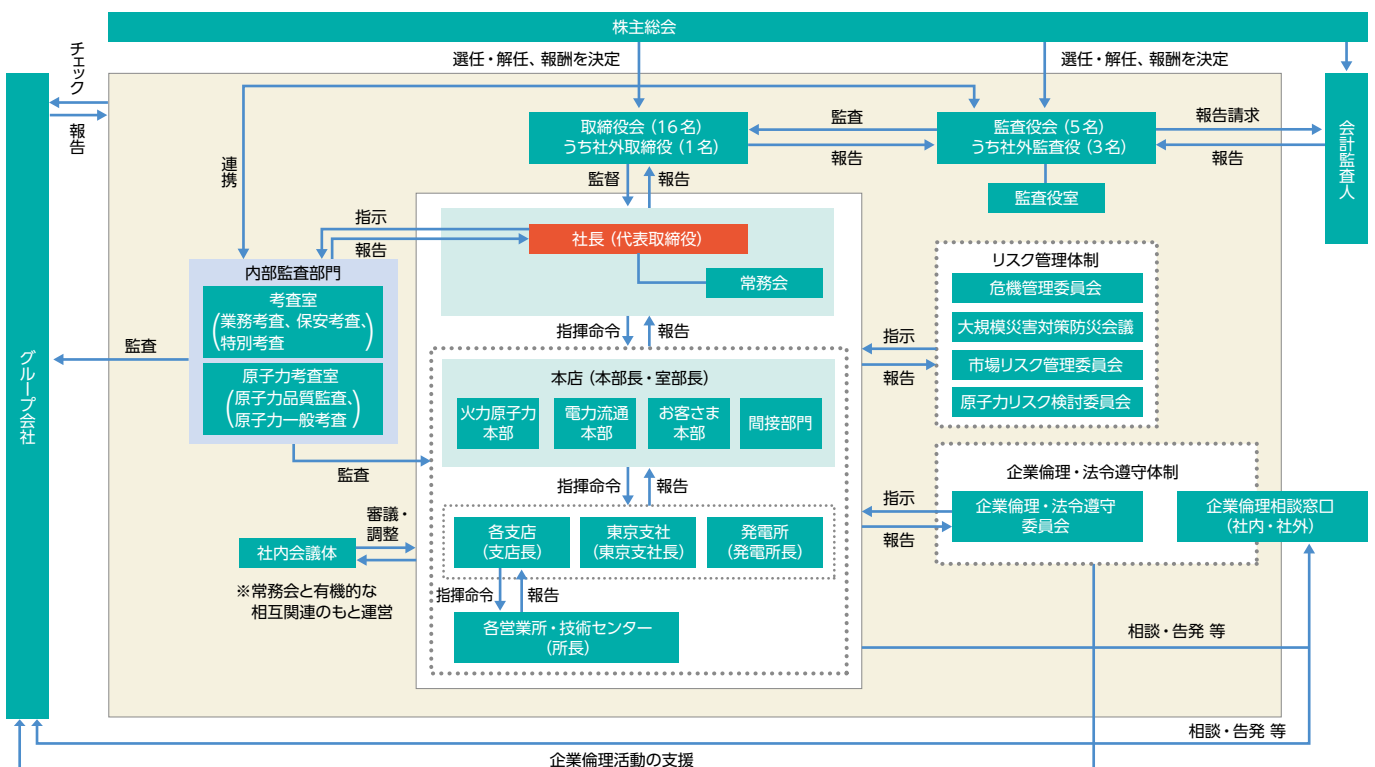 株主総会
選任・解任、報酬を決定
選任・解任、報酬を決定
チェック
報告
グループ会社
連携
取締役会（16名）
うち社外取締役（1名）
監査
報告
監査役会（5名）
うち社外監査役（3名）
監査役室
報告請求
報告
会計監査人
監督
報告
指示
報告
社長（代表取締役）
常務会
内部監査部門
考査室
（業務考査、保安考査、
特別考査）
原子力考査室
（原子力品質監査、
原子力一般考査）
監査
監査
指揮命令
報告
リスク管理体制
危機管理委員会
大規模災害対策防災会議
市場リスク管理委員会
原子力リスク検討委員会
指示
報告
本店（本部長・室部長）
火力原子力
本部
電力流通
本部
お客さま
本部
間接部門
指揮命令
報告
企業倫理・法令遵守体制
企業倫理・法令遵守
委員会
企業倫理相談窓口
（社内・社外）
指示
報告
各支店
（支店長）
東京支社
（東京支社長）
発電所
（発電所長）
審議・
調整
社内会議体
※常務会と有機的な
相互関連のもと運営
指揮命令
報告
各営業所・技術センター
（所長）
相談・告発 等
相談・告発 等
企業倫理活動の支援